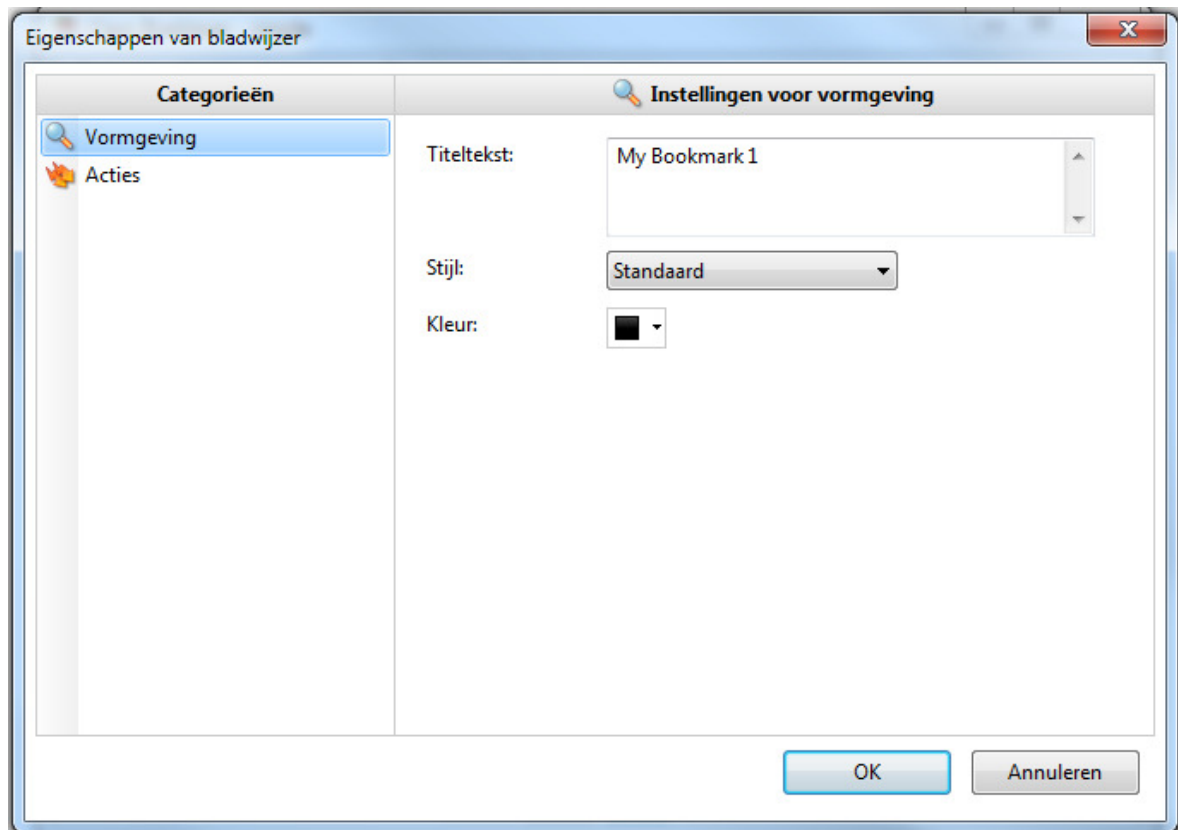 Eigenschappen van bladwijzer
Categorieën
Instellingen voor vormgeving
Vormgeving
Acties
Titeltekst:
My Bookmark 1
Stijl:
Standaard
Kleur:
OK
Annuleren